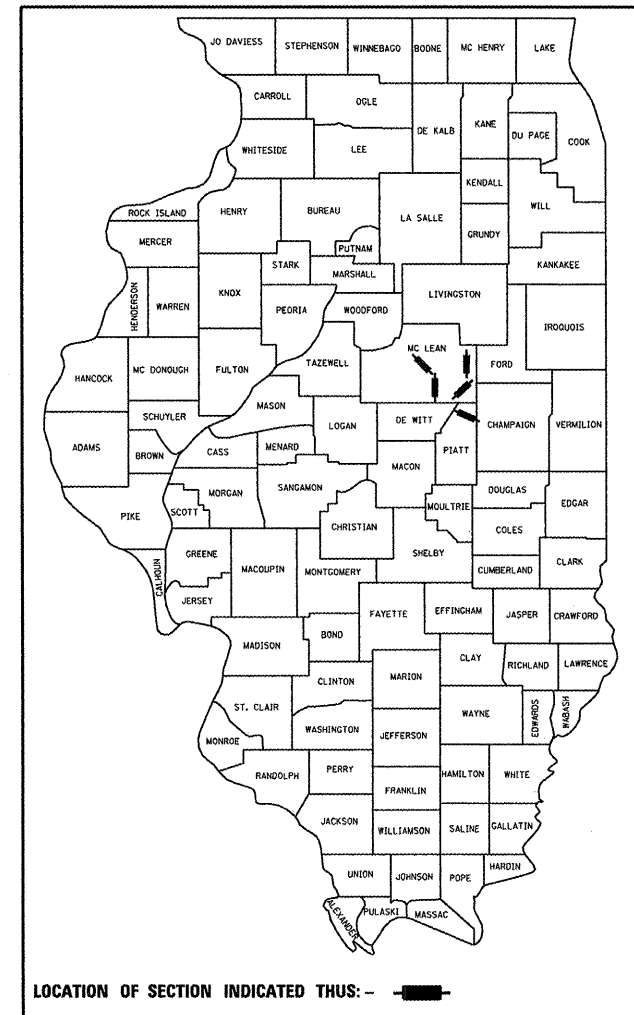 JO DAVIESS STEPHENSON WINNEBAGO BOONE MC HENRY LAKE
CARROLL OGLE DE KALB KANE DU PAGE COOK
WHITESIDE LEE
KENDALL
ROCK ISLAND HENRY BUREAU LA SALLE WILL
MERCER PUTNAM GRUNDY
STARK MARSHALL KANKAKEE
HENDERSON WARREN KNOX PEORIA WOODFORD LIVINGSTON IROQUOIS
MC LEAN
HANCOCK MC DONOUGH FULTON TAZEWELL FORD
MASON
SCHUYLER LOGAN DE WITT CHAMPAIGN VERMILION
ADAMS BROWN CASS MENARD PIATT
MACON
PIKE SCOTT MORGAN SANGAMON MOULTRIE DOUGLAS EDGAR
CHRISTIAN COLES
GREENE MACOUPIN MONTGOMERY SHELBY
CALHOUN JERSEY CUMBERLAND CLARK
FAYETTE EFFINGHAM JASPER CRAWFORD
MADISON BOND
CLAY RICHLAND LAWRENCE
CLINTON MARION
ST. CLAIR WAYNE EDWARDS WABASH
MONROE WASHINGTON JEFFERSON
RANDOLPH PERRY HAMILTON WHITE
FRANKLIN
JACKSON WILLIAMSON SALINE GALLATIN
UNION JOHNSON POPE HARDIN
ALEXANDER PULASKI MASSAC
LOCATION OF SECTION INDICATED THUS: –